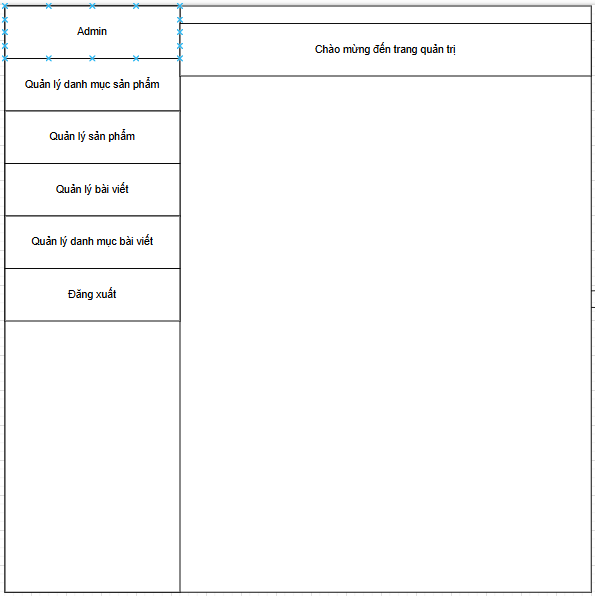 Admin
Chào mừng đến trang quản trị
Quản lý danh mục sản phẩm
Quản lý sản phẩm
Quản lý bài viết
Quản lý danh mục bài viết
Đăng xuất